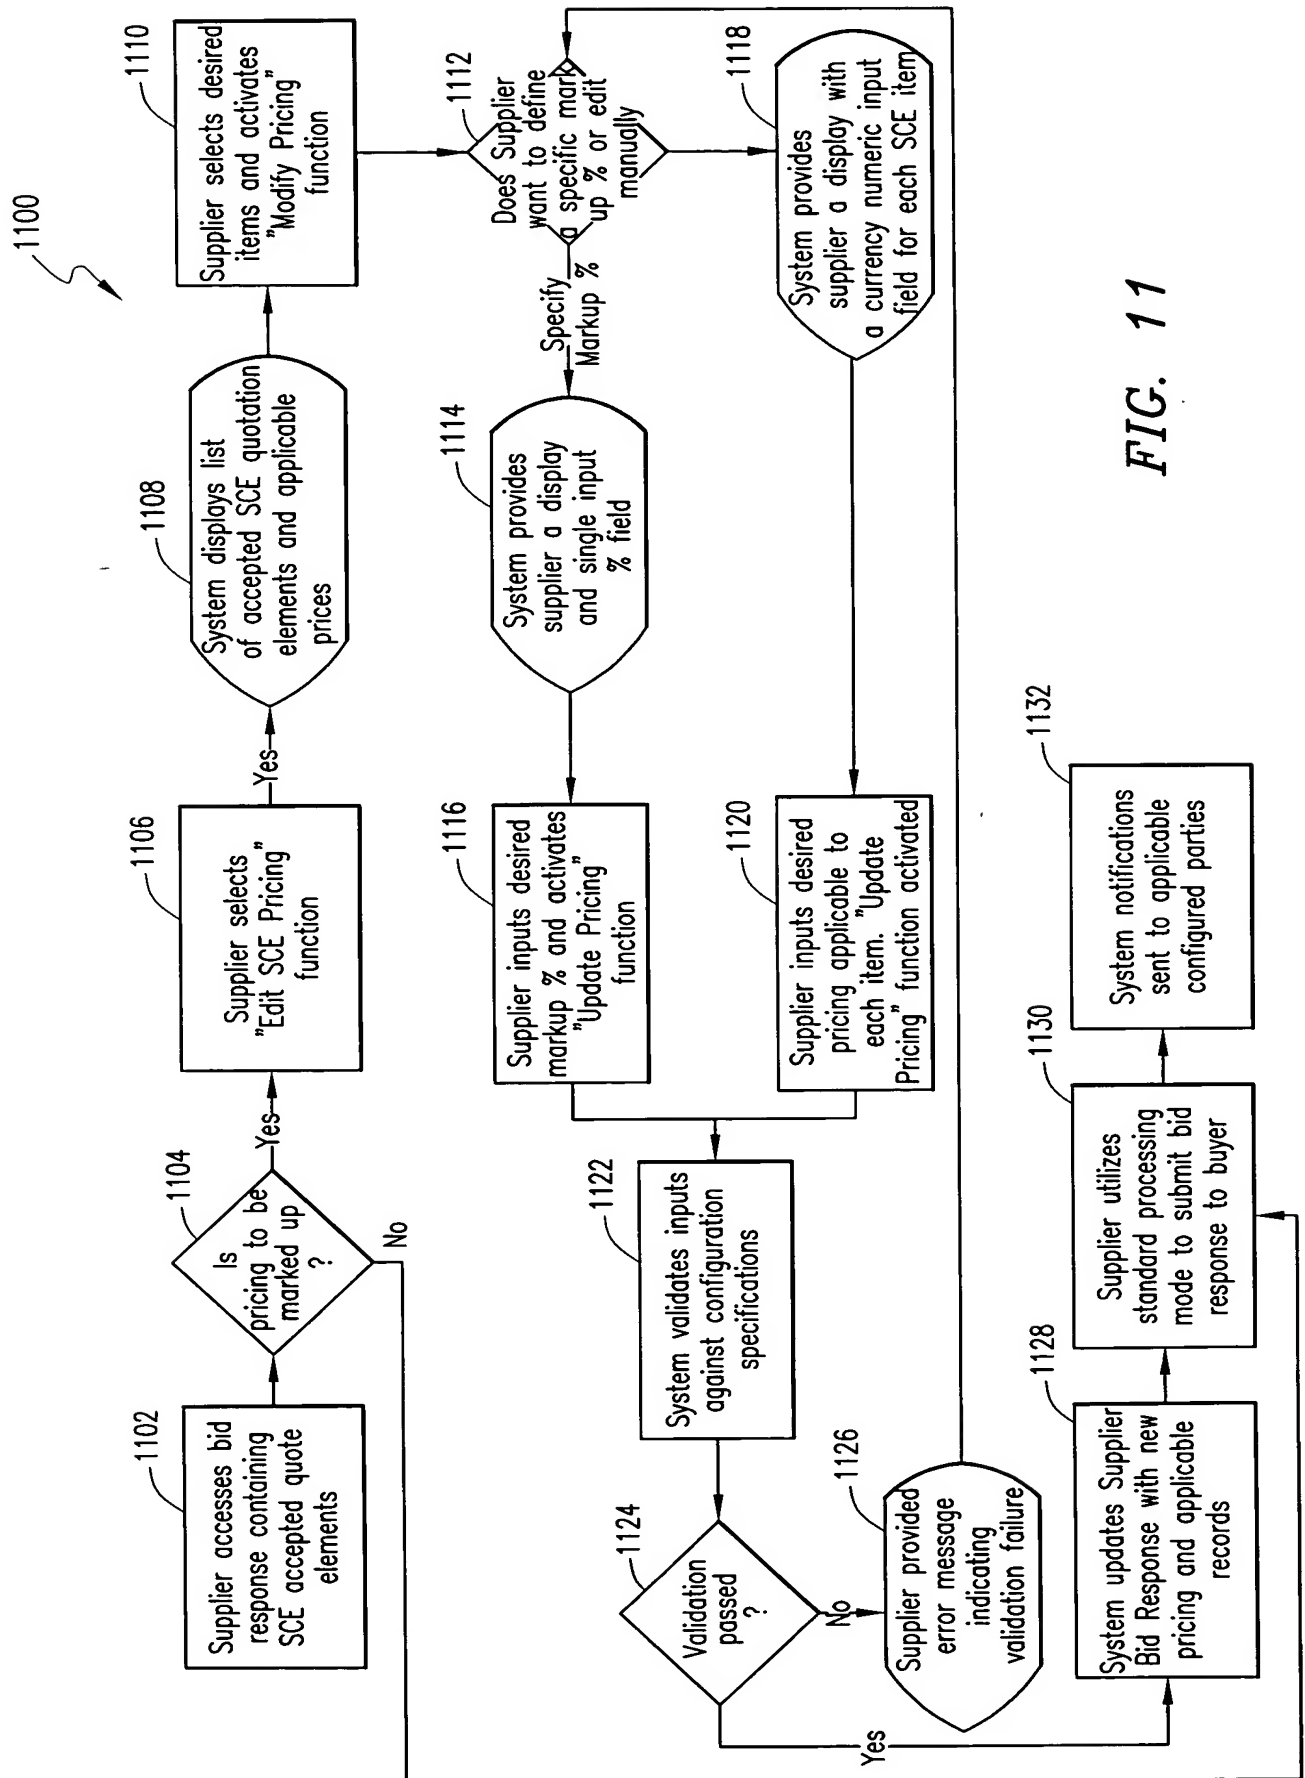 1100
1102
Supplier accesses bid
response containing
SCE accepted quote
elements
1104
Is
pricing to be
marked up
?
Yes
No
1106
Supplier selects
"Edit SCE Pricing"
function
Yes
1108
System displays list
of accepted SCE quotation
elements and applicable
prices
1110
Supplier selects desired
items and activates
"Modify Pricing"
function
1112
Does Supplier
want to define
a specific mark
up % or edit
manually
Specify
Markup %
1114
System provides
supplier a display
and single input
% field
1116
Supplier inputs desired
markup % and activates
"Update Pricing"
function
1118
System provides
supplier a display with
a currency numeric input
field for each SCE item
1120
Supplier inputs desired
pricing applicable to
each item. "Update
Pricing" function activated
1122
System validates inputs
against configuration
specifications
1124
Validation
passed
?
No
Yes
1126
Supplier provided
error message
indicating
validation failure
1128
System updates Supplier
Bid Response with new
pricing and applicable
records
1130
Supplier utilizes
standard processing
mode to submit bid
response to buyer
1132
System notifications
sent to applicable
configured parties
FIG. 11